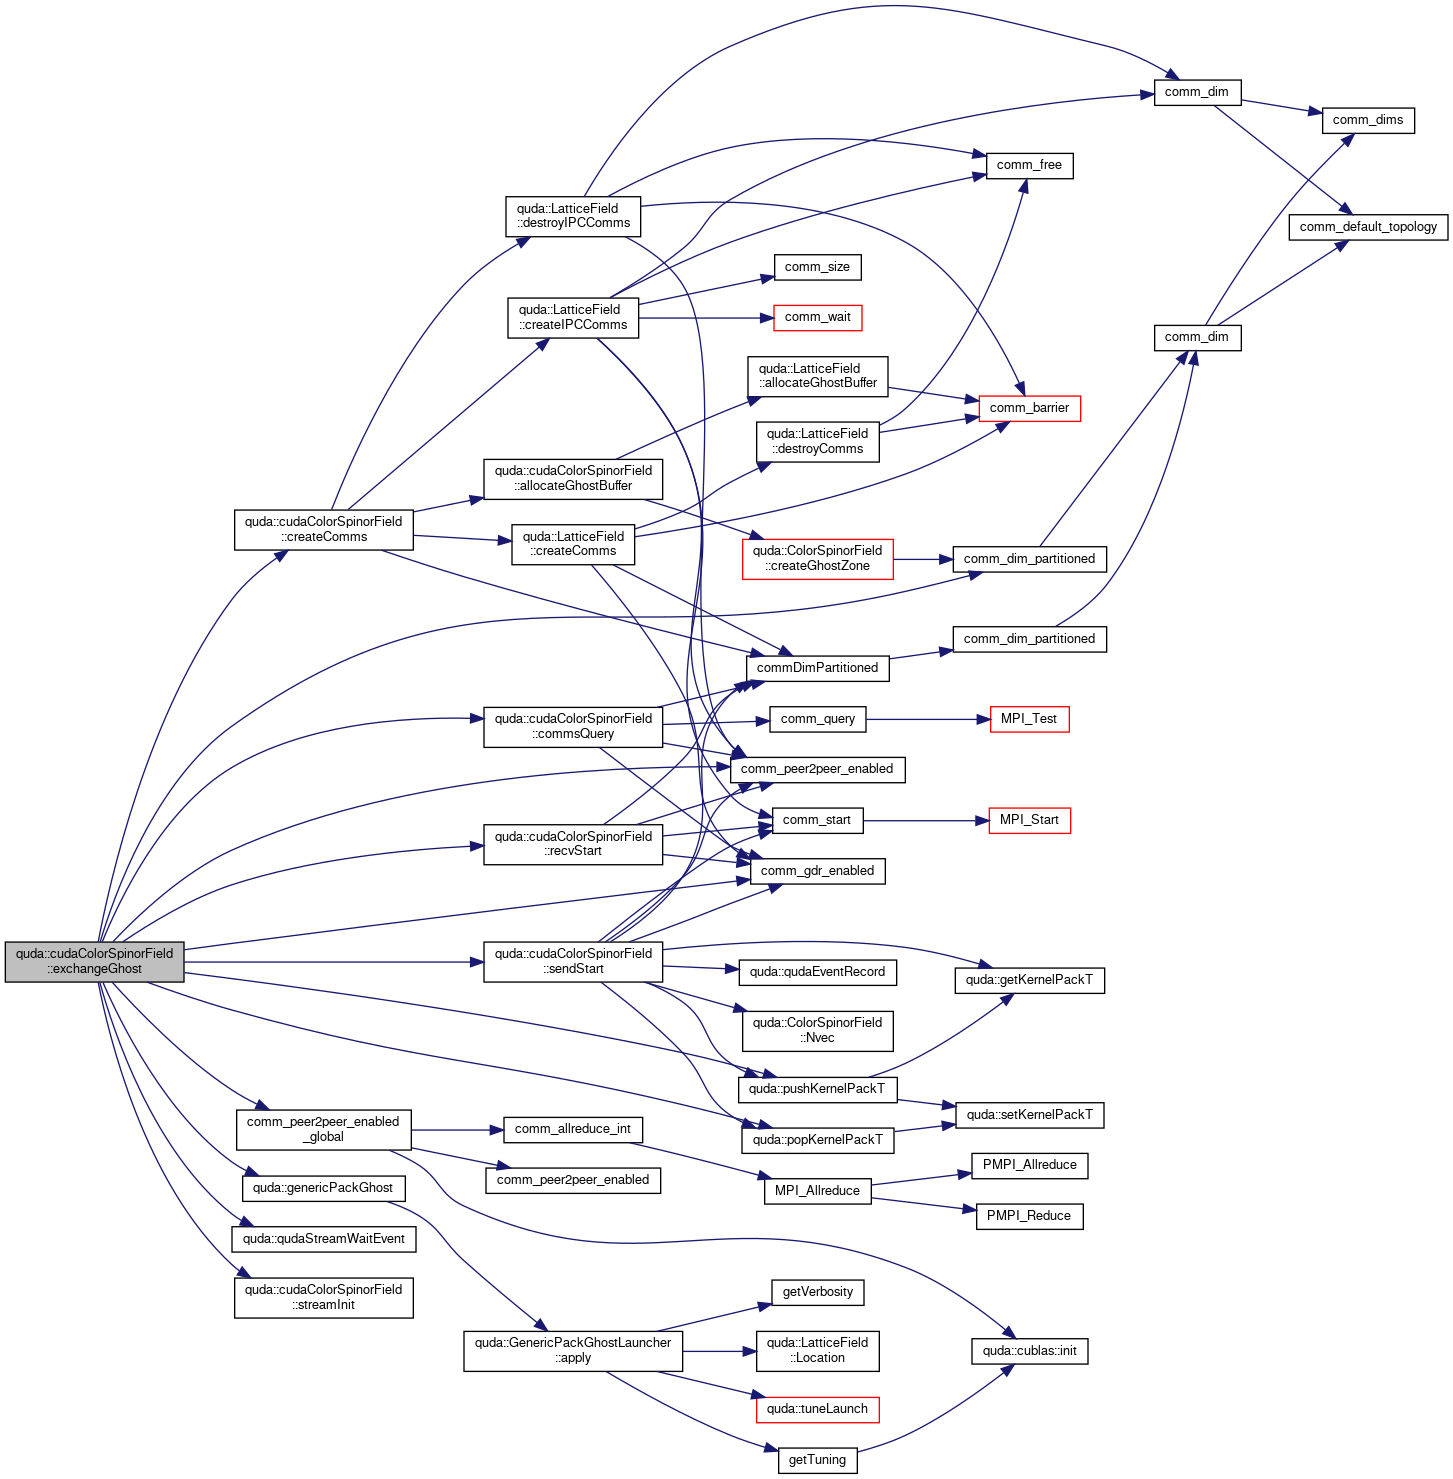 quda::cudaColorSpinorField
::exchangeGhost
quda::cudaColorSpinorField
::createComms
comm_peer2peer_enabled
_global
quda::genericPackGhost
quda::qudaStreamWaitEvent
quda::cudaColorSpinorField
::streamInit
quda::LatticeField
::destroyIPCComms
quda::LatticeField
::createIPCComms
quda::cudaColorSpinorField
::allocateGhostBuffer
quda::LatticeField
::createComms
quda::cudaColorSpinorField
::commsQuery
quda::cudaColorSpinorField
::recvStart
quda::cudaColorSpinorField
::sendStart
comm_allreduce_int
comm_peer2peer_enabled
quda::GenericPackGhostLauncher
::apply
comm_size
comm_wait
quda::LatticeField
::allocateGhostBuffer
quda::LatticeField
::destroyComms
quda::ColorSpinorField
::createGhostZone
commDimPartitioned
comm_query
comm_peer2peer_enabled
comm_start
comm_gdr_enabled
quda::qudaEventRecord
quda::ColorSpinorField
::Nvec
quda::pushKernelPackT
quda::popKernelPackT
MPI_Allreduce
getVerbosity
quda::LatticeField
::Location
quda::tuneLaunch
getTuning
comm_free
comm_barrier
comm_dim_partitioned
comm_dim_partitioned
MPI_Test
MPI_Start
quda::getKernelPackT
quda::setKernelPackT
PMPI_Allreduce
PMPI_Reduce
quda::cublas::init
comm_dim
comm_dim
comm_dims
comm_default_topology